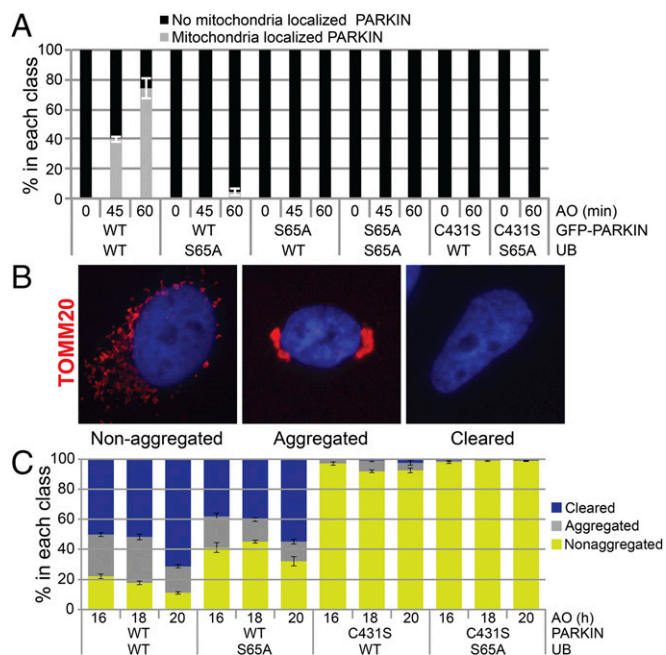 A
No mitochondria localized PARKIN
Mitochondria localized PARKIN
% in each class
100
80
60
40
20
0
0 45 60 0 45 60 0 45 60 0 45 60 0 60 0 60 AO (min)
WT WT S65A S65A C431S C431S GFP-PARKIN
WT S65A WT S65A WT S65A UB
B
TOMM20
Non-aggregated Aggregated Cleared
C
% in each class
100
80
60
40
20
0
Cleared
Aggregated
Nonaggregated
16 18 20 16 18 20 16 18 20 16 18 20 AO (h)
WT WT C431S C431S PARKIN
WT S65A WT S65A UB